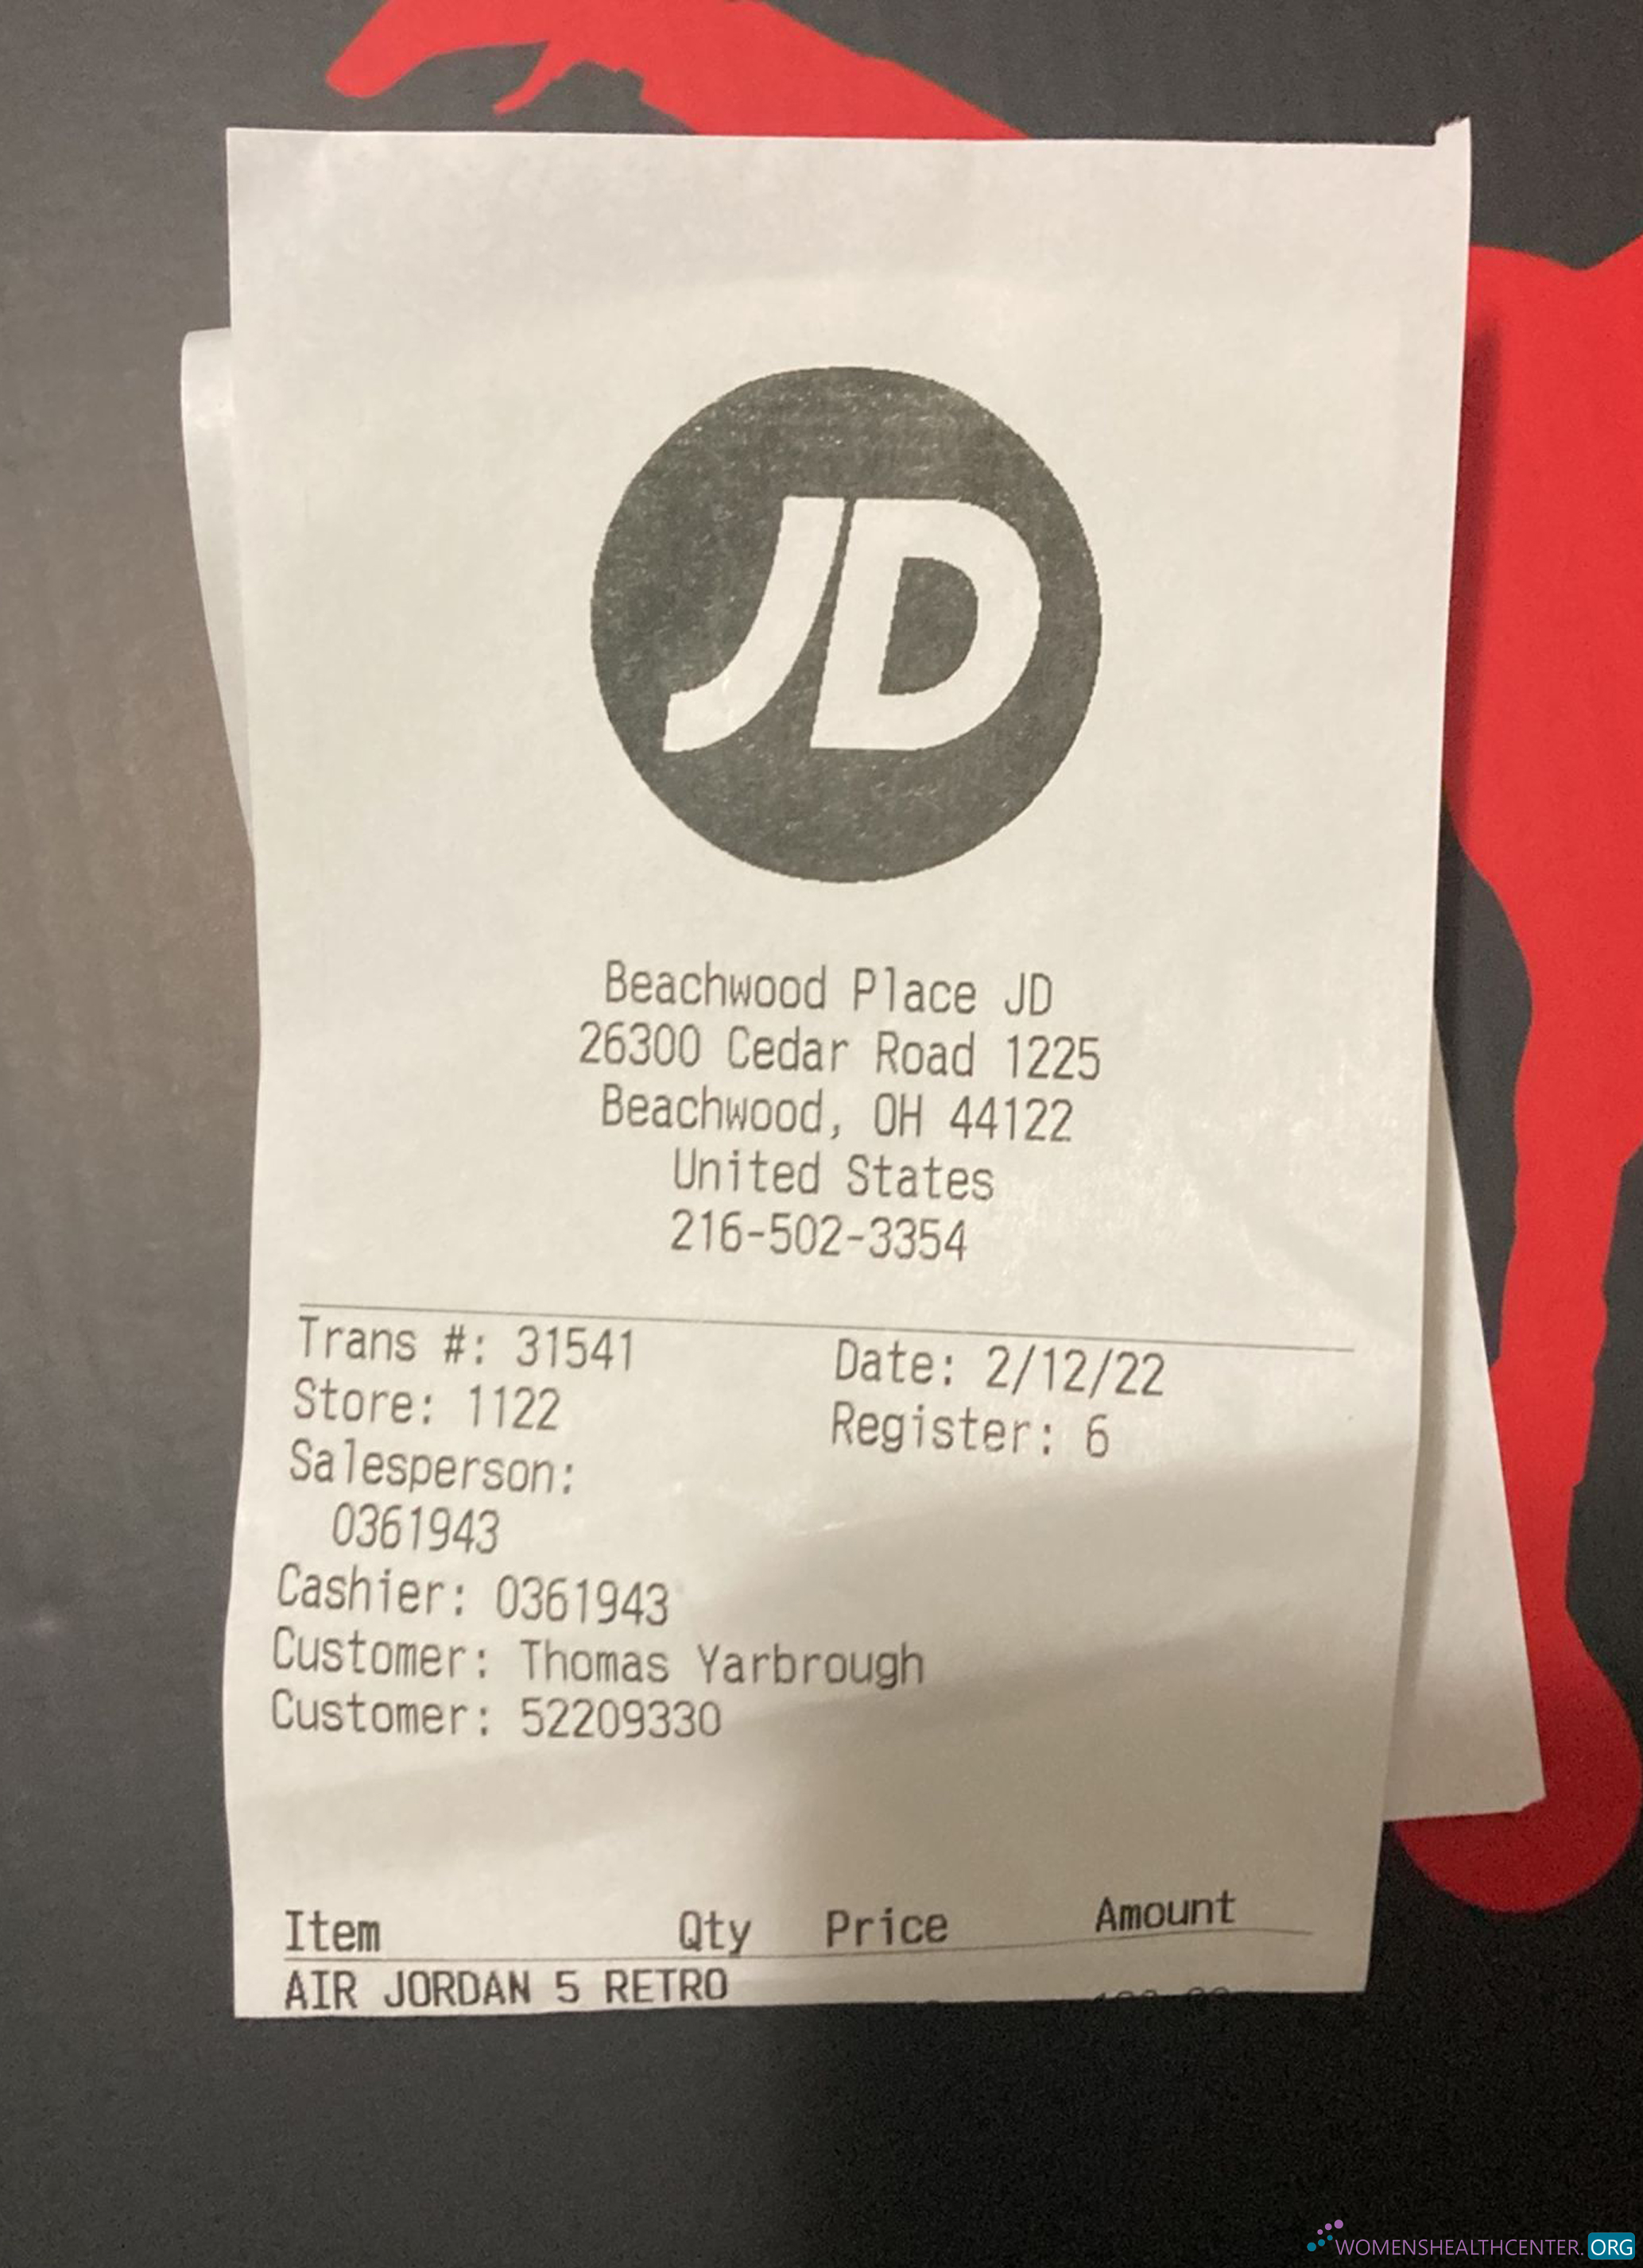 JD
Beachwood Place JD
26300 Cedar Road 1225
Beachwood, OH 44122
United States
216-502-3354
Trans #: 31541 Date: 2/12/22
Store: 1122 Register: 6
Salesperson:
0361943
Cashier: 0361943
Customer: Thomas Yarbrough
Customer: 52209330
Item Qty Price Amount
AIR JORDAN 5 RETRO
WOMENSHEALTHCENTER.ORG